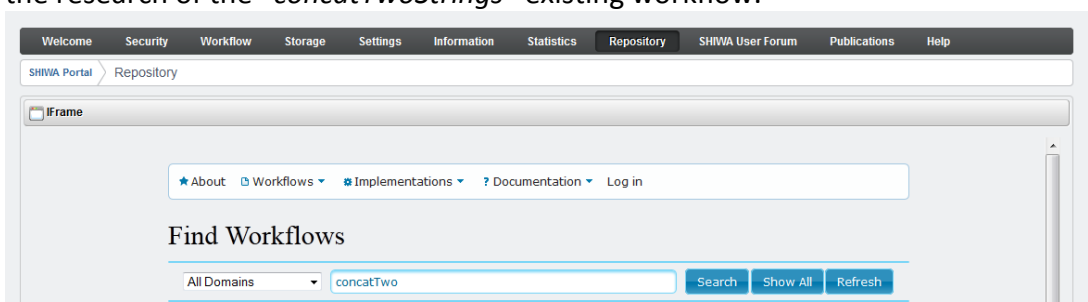 the research of the "concatTwoStrings" existing workflow.
Welcome Security Workflow Storage Settings Information Statistics Repository SHIWA User Forum Publications Help
SHIWA Portal Repository
IFrame
About Workflows Implementations ? Documentation Log in
Find Workflows
All Domains concatTwo Search Show All Refresh